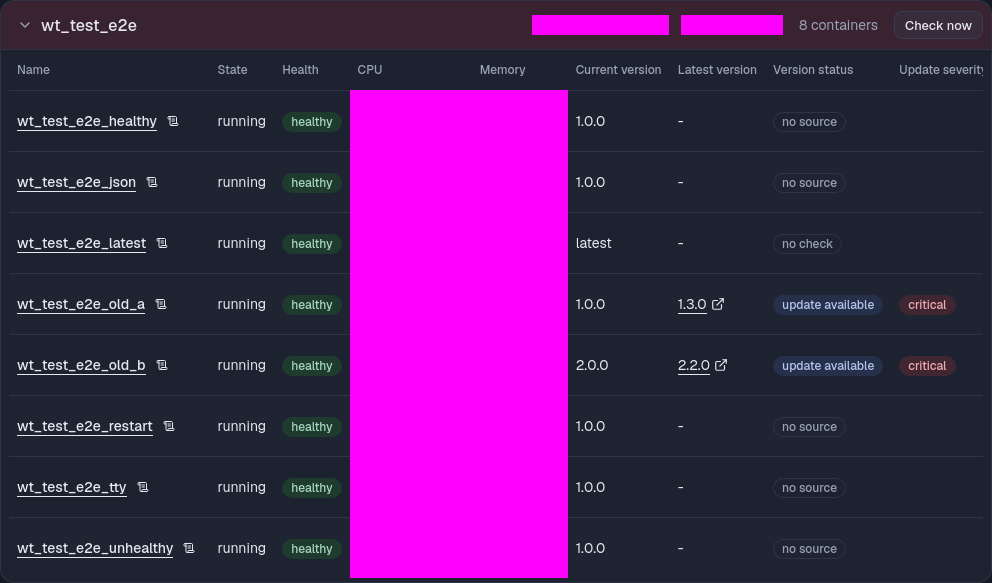 wt_test_e2e 8 containers Check now
Name State Health CPU Memory Current version Latest version Version status Update severity
wt_test_e2e_healthy running healthy 1.0.0 - no source
wt_test_e2e_json running healthy 1.0.0 - no source
wt_test_e2e_latest running healthy latest - no check
wt_test_e2e_old_a running healthy 1.0.0 1.3.0 update available critical
wt_test_e2e_old_b running healthy 2.0.0 2.2.0 update available critical
wt_test_e2e_restart running healthy 1.0.0 - no source
wt_test_e2e_tty running healthy 1.0.0 - no source
wt_test_e2e_unhealthy running healthy 1.0.0 - no source